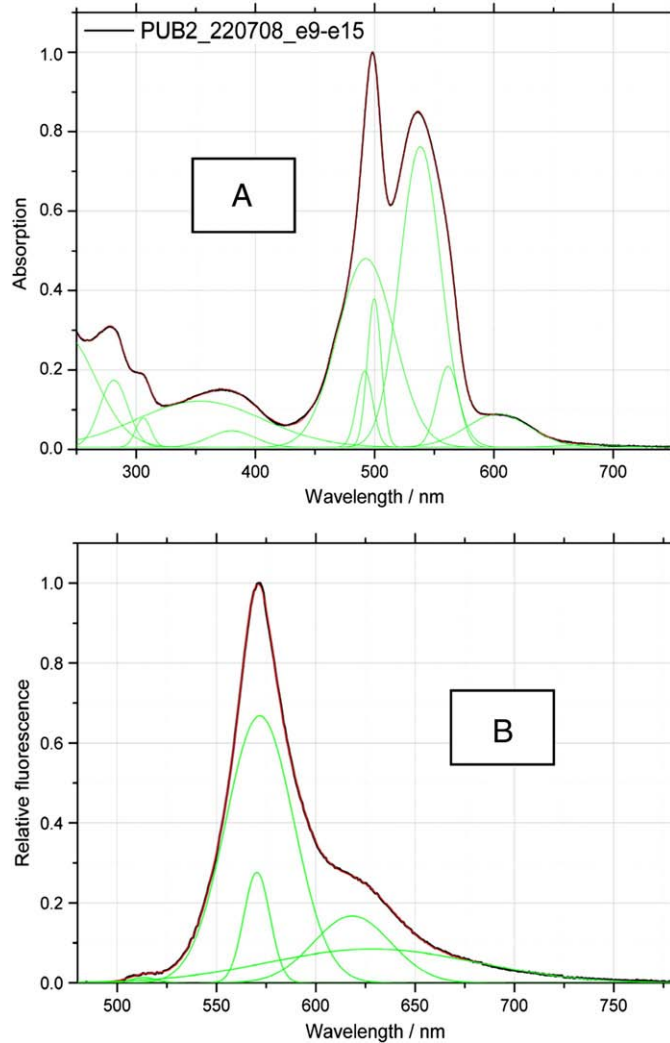 PUB2_220708_e9-e15
1.0
0.8
A
0.6
Absorption
0.4
0.2
0.0
300 400 500 600 700
Wavelength / nm
1.0
0.8
B
0.6
Relative fluorescence
0.4
0.2
0.0
500 550 600 650 700 750
Wavelength / nm